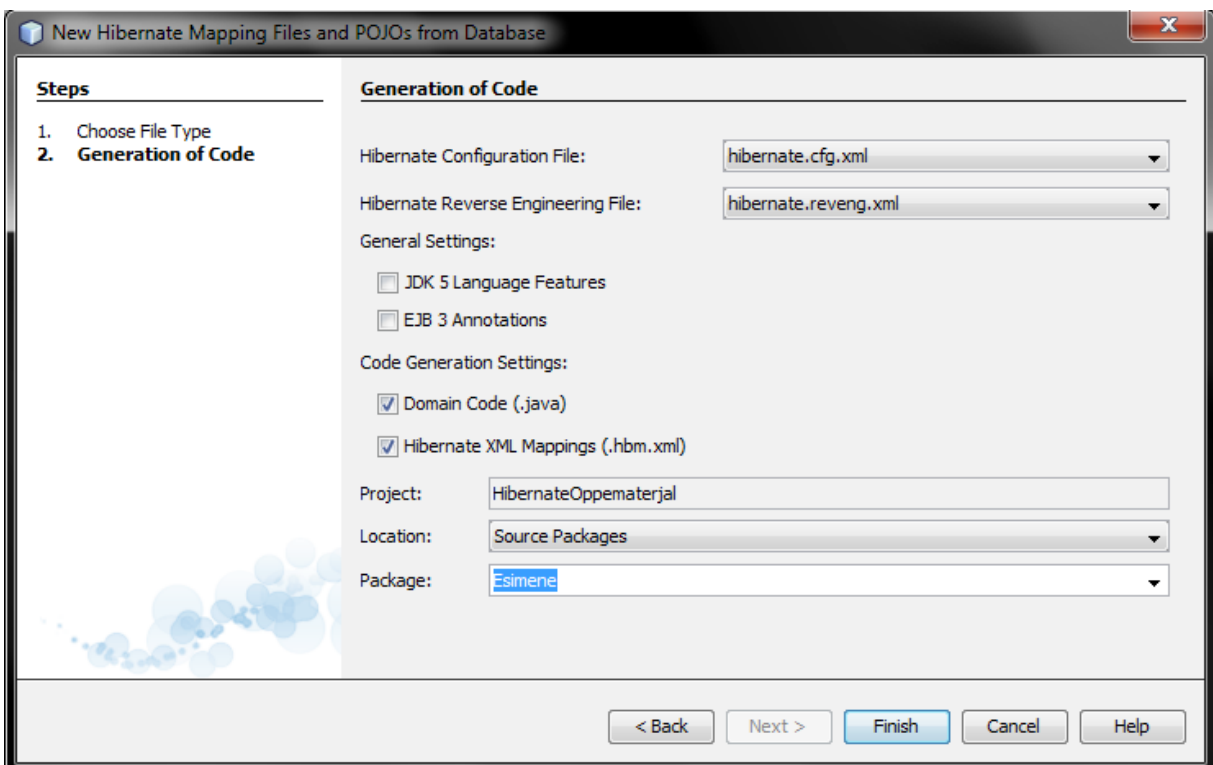 New Hibernate Mapping Files and POJOs from Database
Steps
1. Choose File Type
2. Generation of Code
Generation of Code
Hibernate Configuration File: hibernate.cfg.xml
Hibernate Reverse Engineering File: hibernate.reveng.xml
General Settings:
JDK 5 Language Features
EJB 3 Annotations
Code Generation Settings:
Domain Code (.java)
Hibernate XML Mappings (.hbm.xml)
Project: HibernateOppematerjal
Location: Source Packages
Package: Esimene
< Back Next > Finish Cancel Help